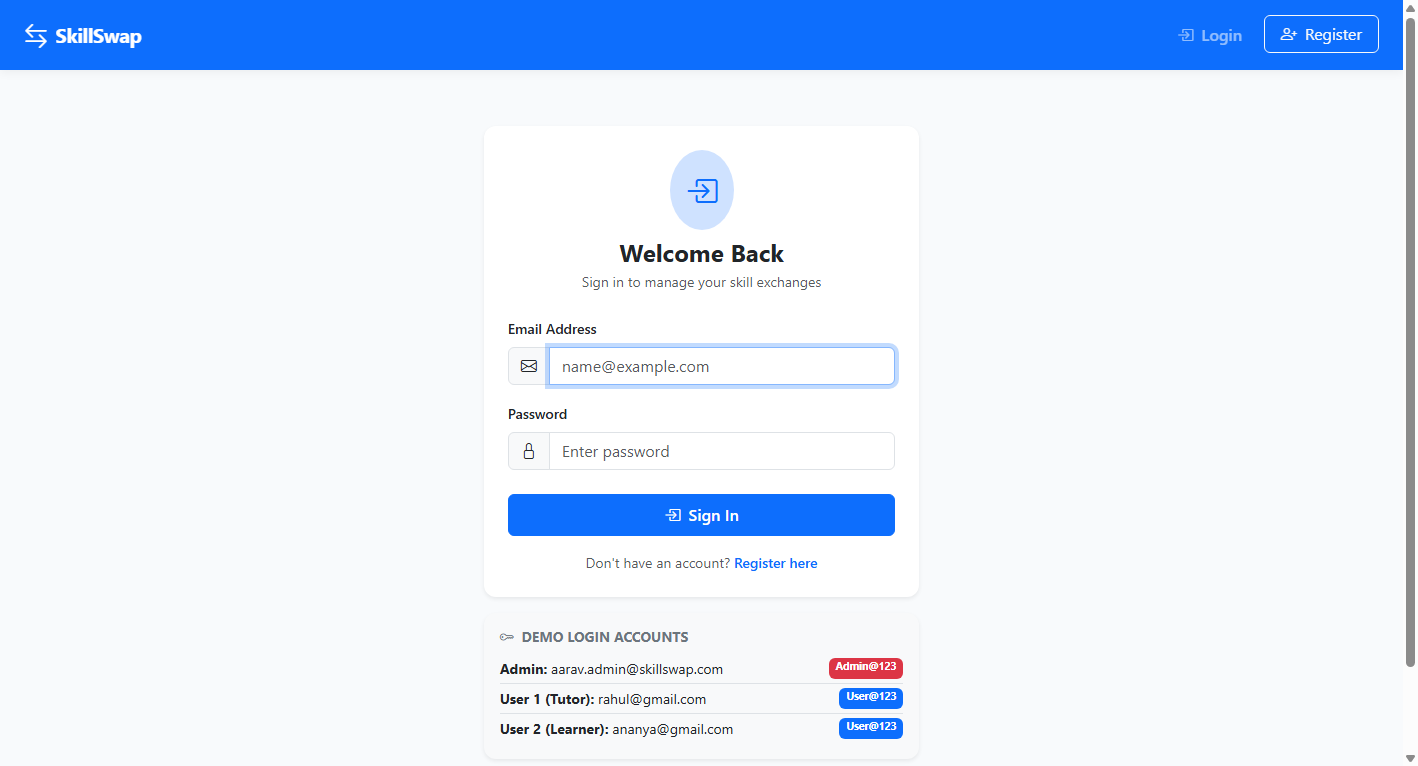 SkillSwap
Login
Register
Welcome Back
Sign in to manage your skill exchanges
Email Address
name@example.com
Password
Enter password
Sign In
Don't have an account? Register here
DEMO LOGIN ACCOUNTS
Admin: aarav.admin@skillswap.com Admin@123
User 1 (Tutor): rahul@gmail.com User@123
User 2 (Learner): ananya@gmail.com User@123